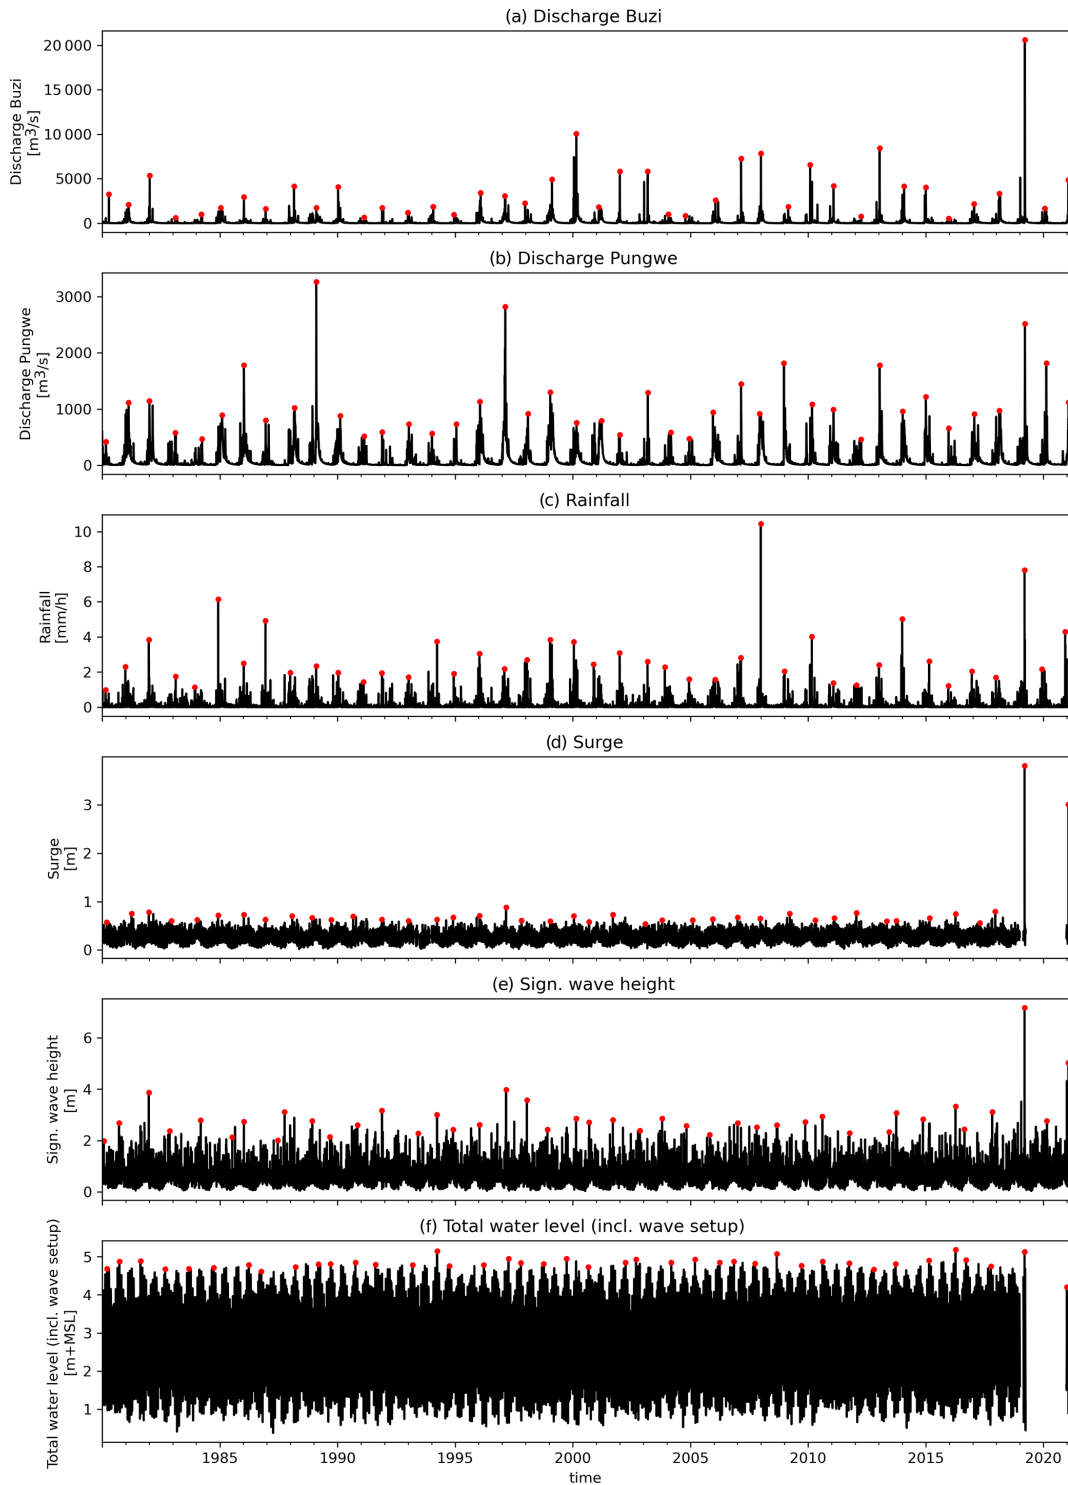 (a) Discharge Buzi
Discharge Buzi
[m3/s]
20 000
15 000
10 000
5000
0
(b) Discharge Pungwe
Discharge Pungwe
[m3/s]
3000
2000
1000
0
(c) Rainfall
Rainfall
[mm/h]
10
8
6
4
2
0
(d) Surge
Surge
[m]
3
2
1
0
(e) Sign. wave height
Sign. wave height
[m]
6
4
2
0
(f) Total water level (incl. wave setup)
Total water level (incl. wave setup)
[m+MSL]
5
4
3
2
1
1985 1990 1995 2000 2005 2010 2015 2020
time